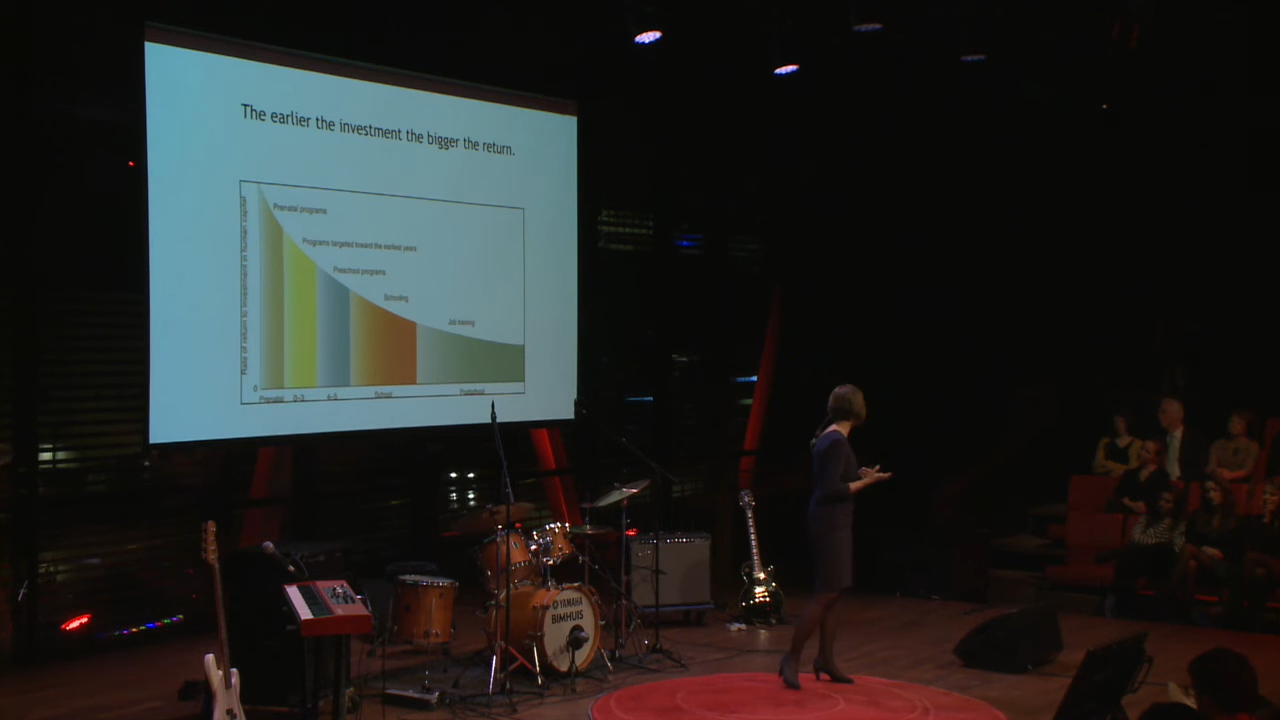 The earlier the investment the bigger the return.
Rate of return to investment in human capital
Prenatal programs
Programs targeted toward the earliest years
Preschool programs
Schooling
Job training
0
Prenatal 0-3 4-5 School Postschool
YAMAHA
BIMHUIS